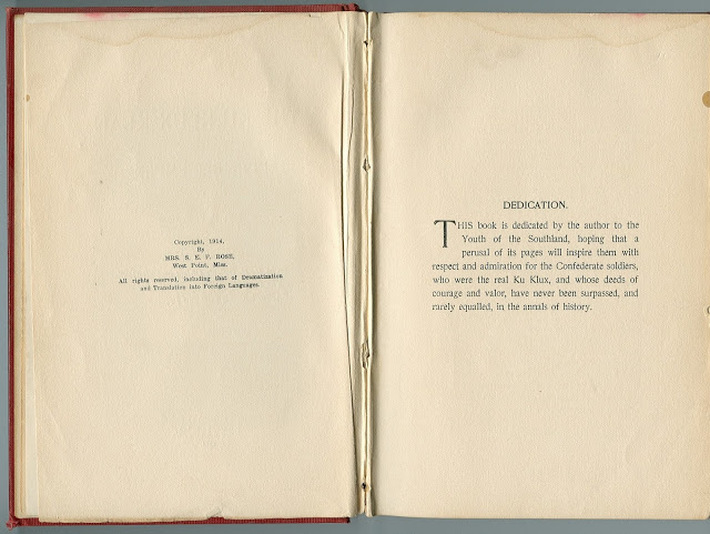 Copyright, 1914,
By
MRS. S. E. F. ROSE,
West Point, Miss.
All rights reserved, including that of Dramatization
and Translation into Foreign Languages
DEDICATION.
THIS book is dedicated by the author to the
Youth of the Southland, hoping that a
perusal of its pages will inspire them with
respect and admiration for the Confederate soldiers,
who were the real Ku Klux, and whose deeds of
courage and valor, have never been surpassed, and
rarely equalled, in the annals of history.